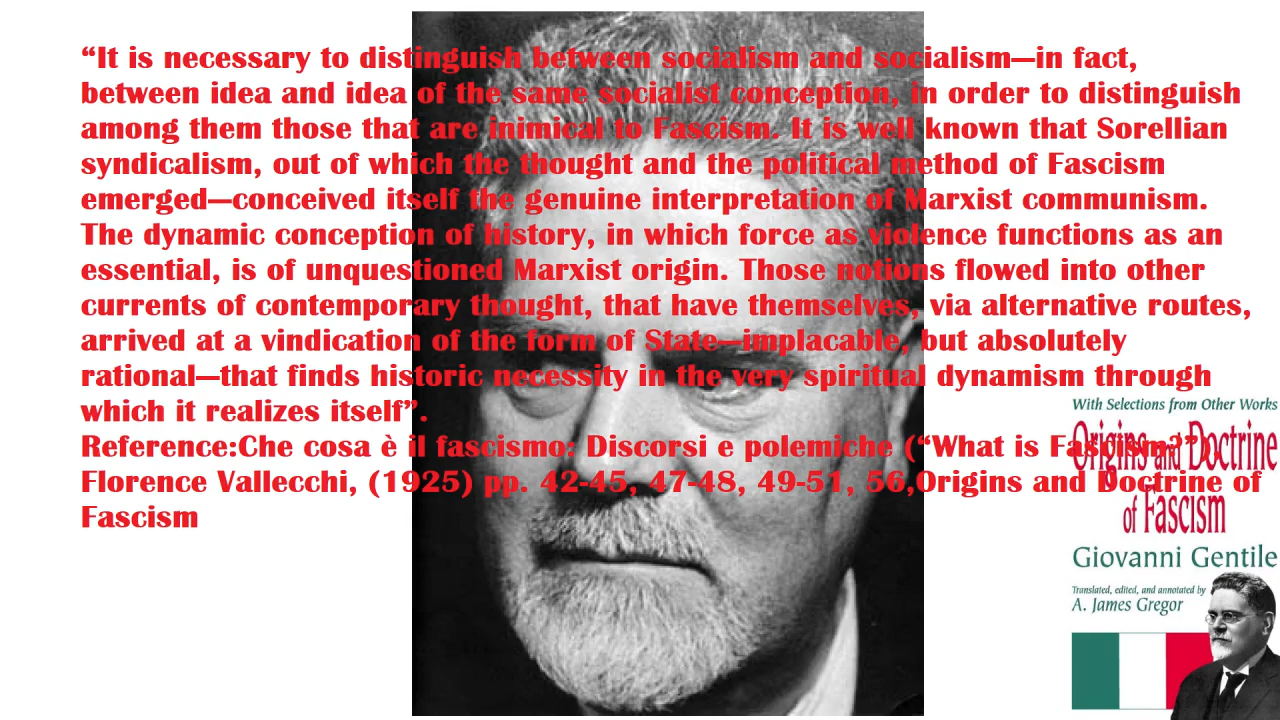 “It is necessary to distinguish between socialism and socialism—in fact,
between idea and idea of the same socialist conception, in order to distinguish
among them those that are inimical to Fascism. It is well known that Sorellian
syndicalism, out of which the thought and the political method of Fascism
emerged—conceived itself the genuine interpretation of Marxist communism.
The dynamic conception of history, in which force as violence functions as an
essential, is of unquestioned Marxist origin. Those notions flowed into other
currents of contemporary thought, that have themselves, via alternative routes,
arrived at a vindication of the form of State—implacable, but absolutely
rational—that finds historic necessity in the very spiritual dynamism through
which it realizes itself”.
Reference:Che cosa è il fascismo: Discorsi e polemiche (“What is Fascism?”),
Florence Vallecchi, (1925) pp. 42-45, 47-48, 49-51, 56,Origins and Doctrine of
Fascism
With Selections from Other Works
Origins and Doctrine
of Fascism
Giovanni Gentile
Translated, edited, and annotated by
A. James Gregor